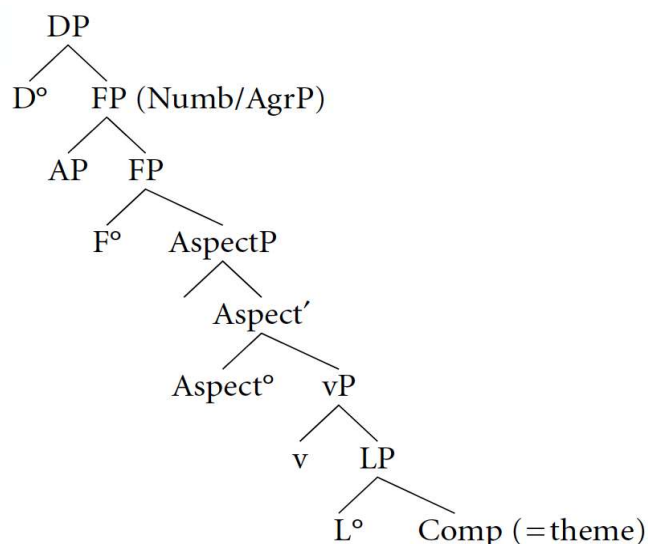 DP
D° FP (Numb/AgrP)
AP FP
F° AspectP
Aspect′
Aspect° vP
v LP
L° Comp (=theme)